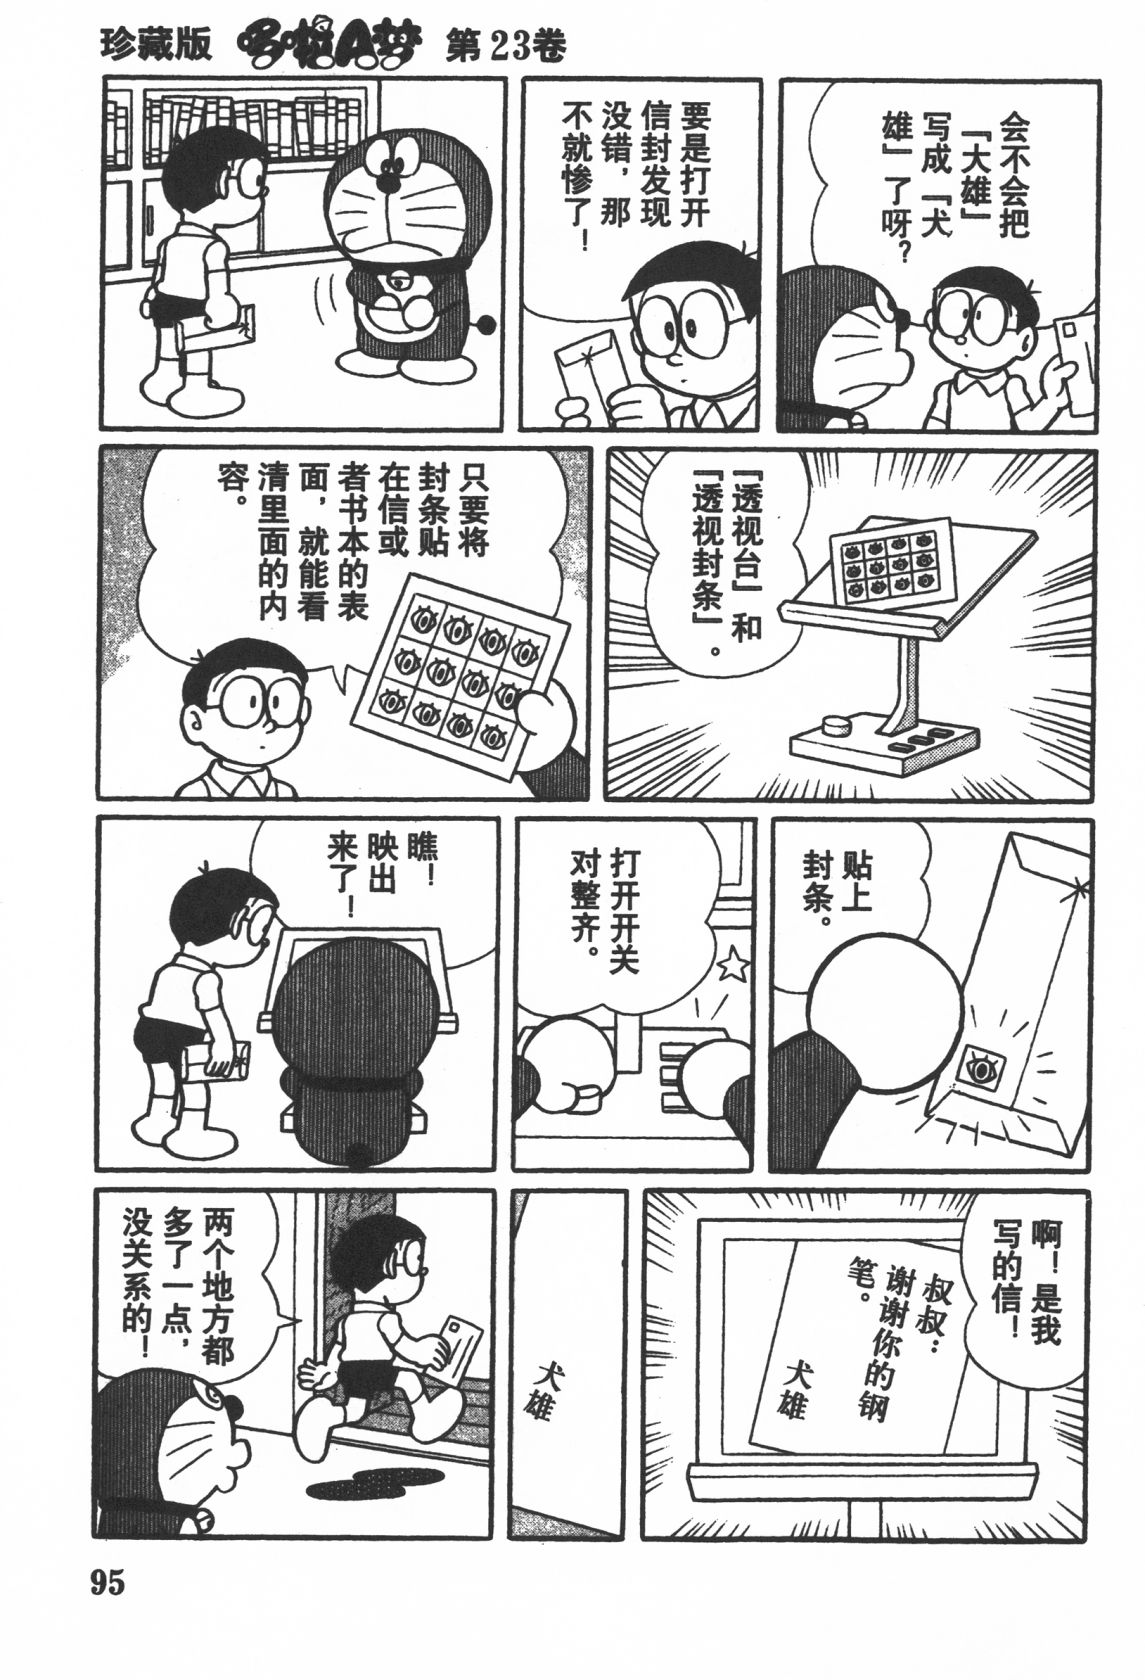 珍藏版 哆啦A梦 第23卷
会不会把
「大雄」
写成「犬
雄」了呀?
要是打开
信封发现
没错，那
不就惨了！
「透视台」和
「透视封条」。
只要将
封条贴
在信或
者书本的表
面，就能看
清里面的内
容。
贴上
封条。
打开开关
对整齐。
瞧！
映出
来了！
啊！是我
写的信！
叔叔：
谢谢你的钢
笔。
犬雄
犬雄
两个地方都
多了一点，
没关系的！
95